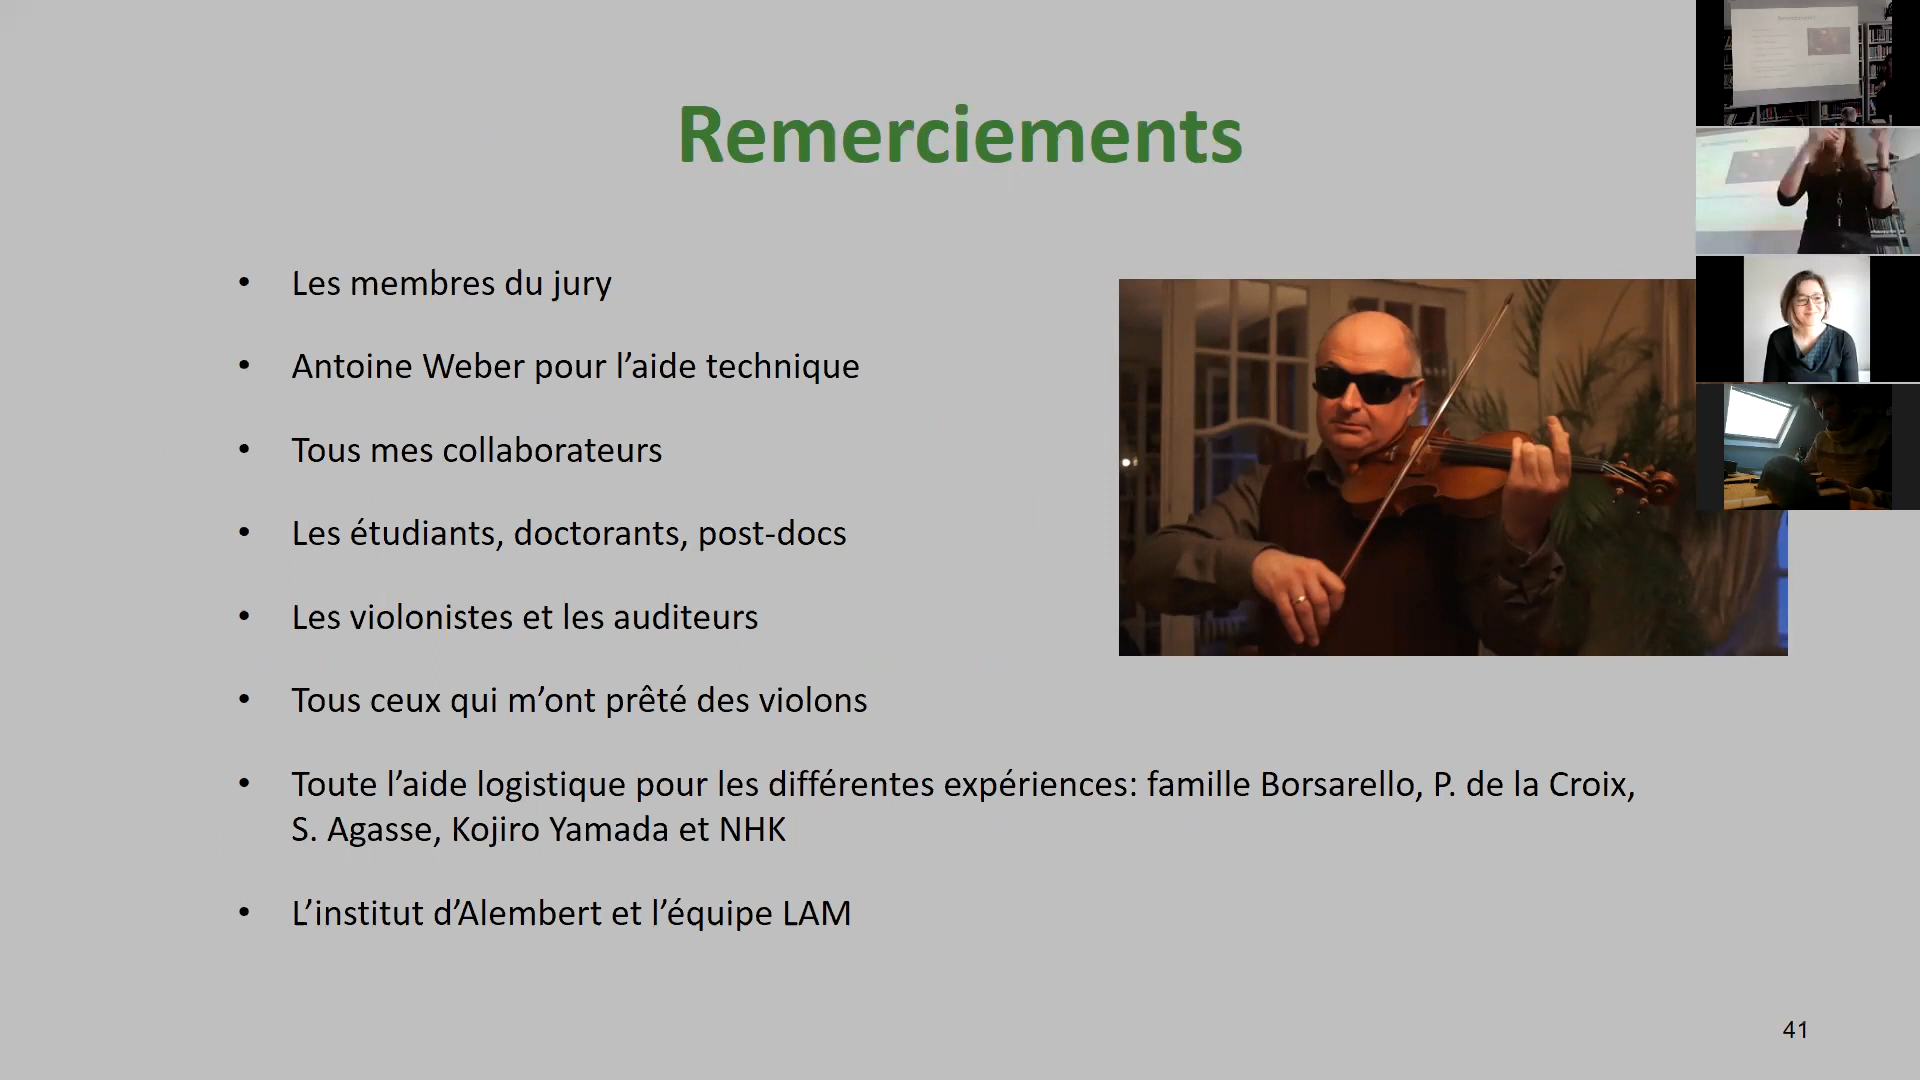 Remerciements
• Les membres du jury
• Antoine Weber pour l’aide technique
• Tous mes collaborateurs
• Les étudiants, doctorants, post-docs
• Les violonistes et les auditeurs
• Tous ceux qui m’ont prêté des violons
• Toute l’aide logistique pour les différentes expériences: famille Borsarello, P. de la Croix,
S. Agasse, Kojiro Yamada et NHK
• L’institut d’Alembert et l’équipe LAM
41